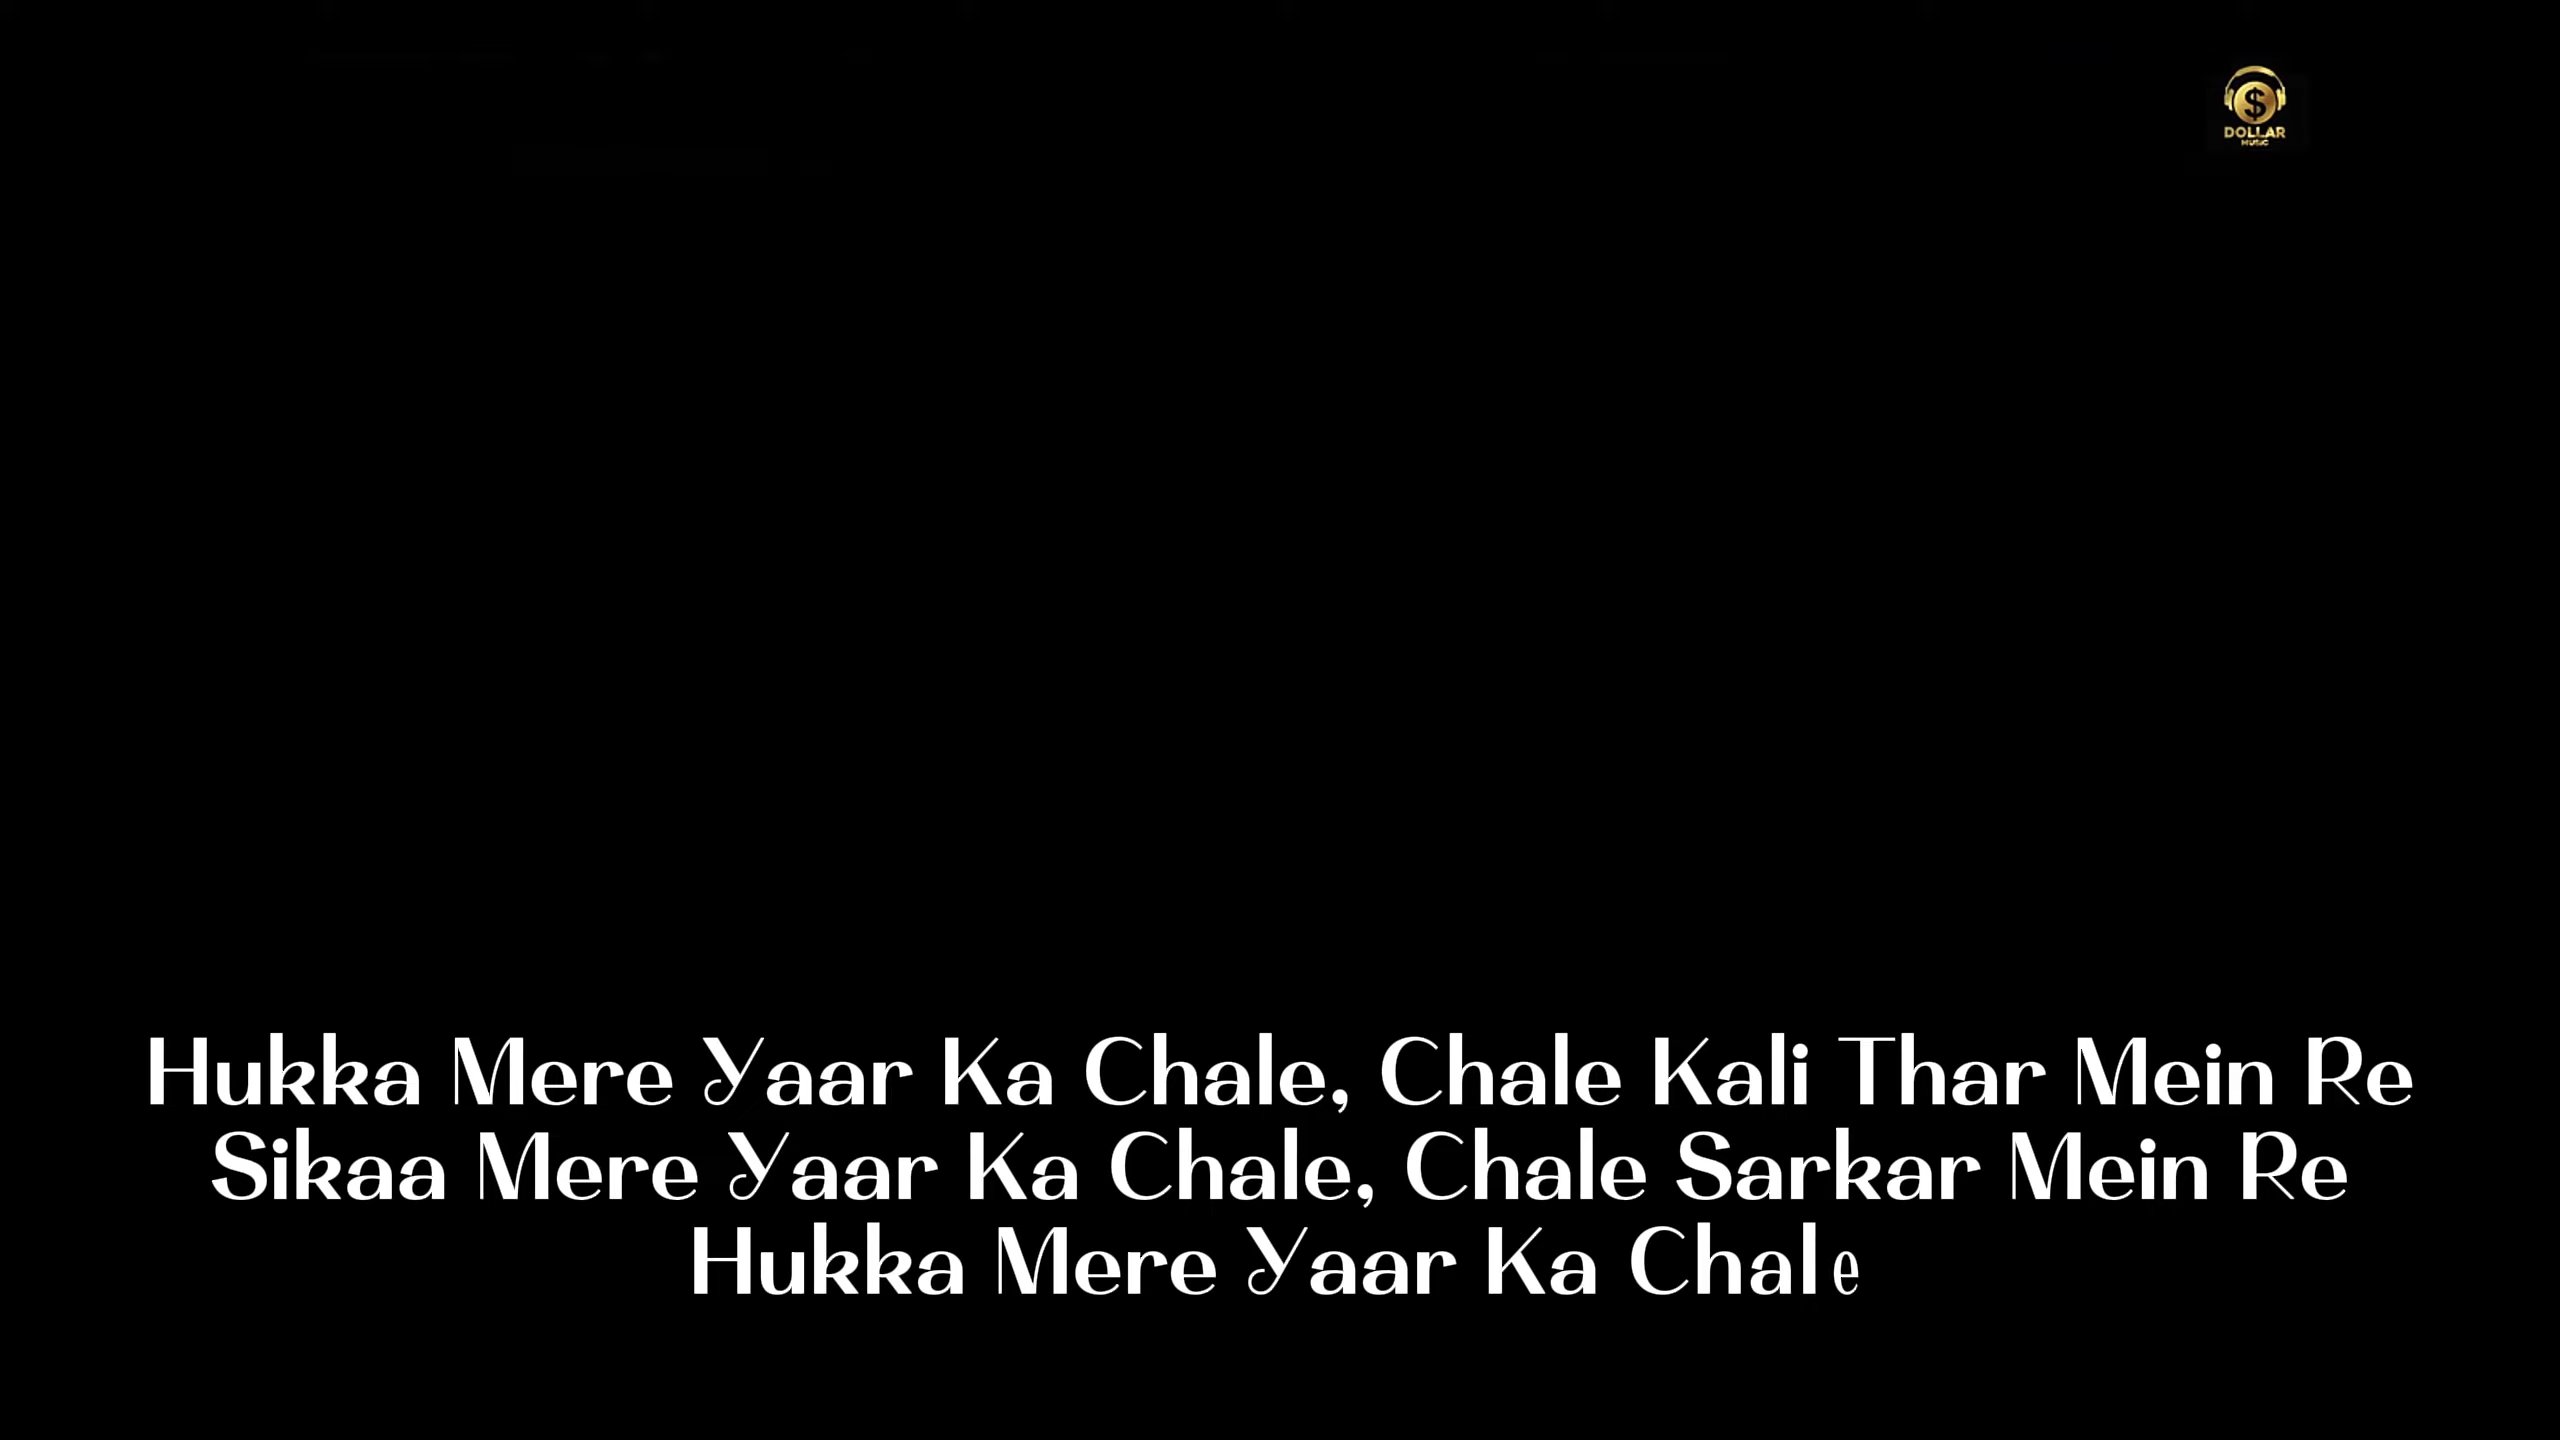 $
DOLLAR
MUSIC
Hukka Mere Yaar Ka Chale, Chale Kali Thar Mein Re
Sikaa Mere Yaar Ka Chale, Chale Sarkar Mein Re
Hukka Mere Yaar Ka Chale